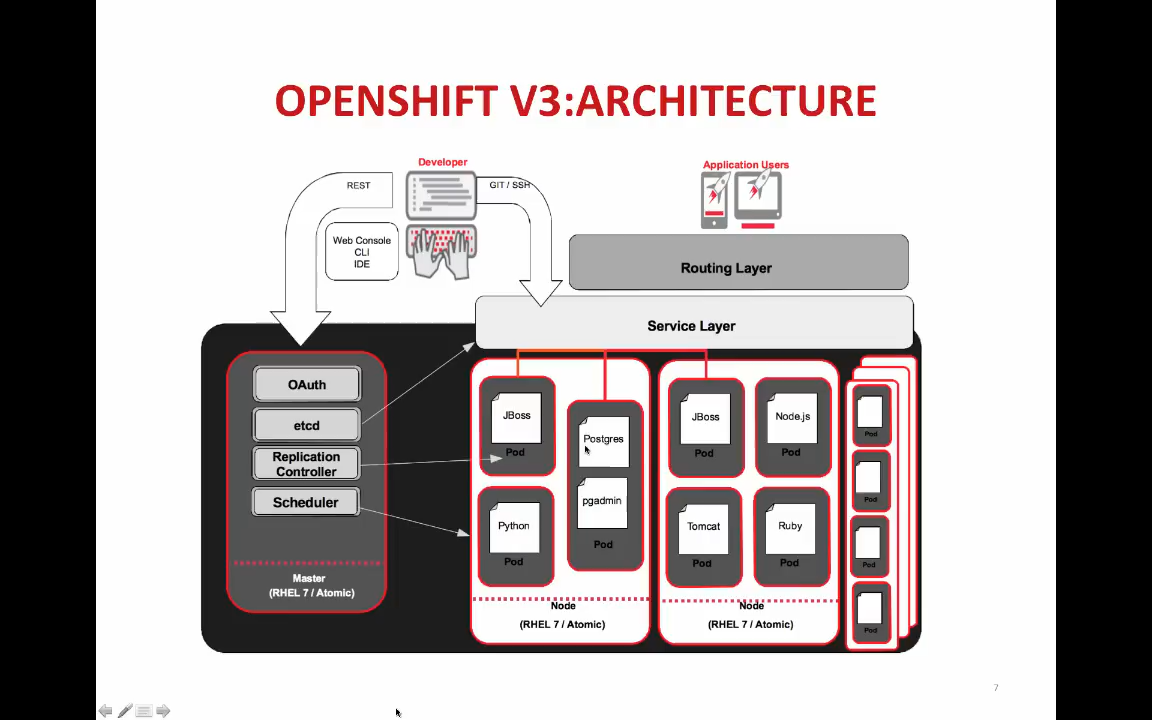 OPENSHIFT V3:ARCHITECTURE
Developer
Application Users
REST
GIT / SSH
Web Console
CLI
IDE
Routing Layer
Service Layer
OAuth
etcd
Replication
Controller
Scheduler
Master
(RHEL 7 / Atomic)
JBoss
Pod
Postgres
pgadmin
Pod
Python
Pod
Node
(RHEL 7 / Atomic)
JBoss
Pod
Node.js
Pod
Tomcat
Pod
Ruby
Pod
Node
(RHEL 7 / Atomic)
Pod
Pod
Pod
Pod
7